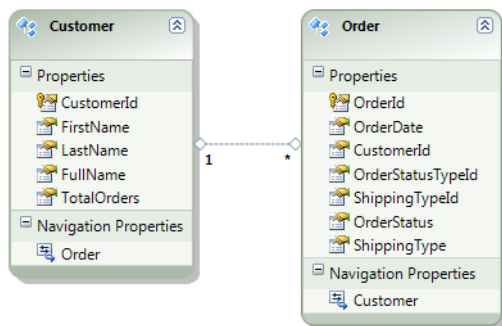 Customer
Properties
CustomerId
FirstName
LastName
FullName
TotalOrders
Navigation Properties
Order
1
*
Order
Properties
OrderId
OrderDate
CustomerId
OrderStatusTypeId
ShippingTypeId
OrderStatus
ShippingType
Navigation Properties
Customer